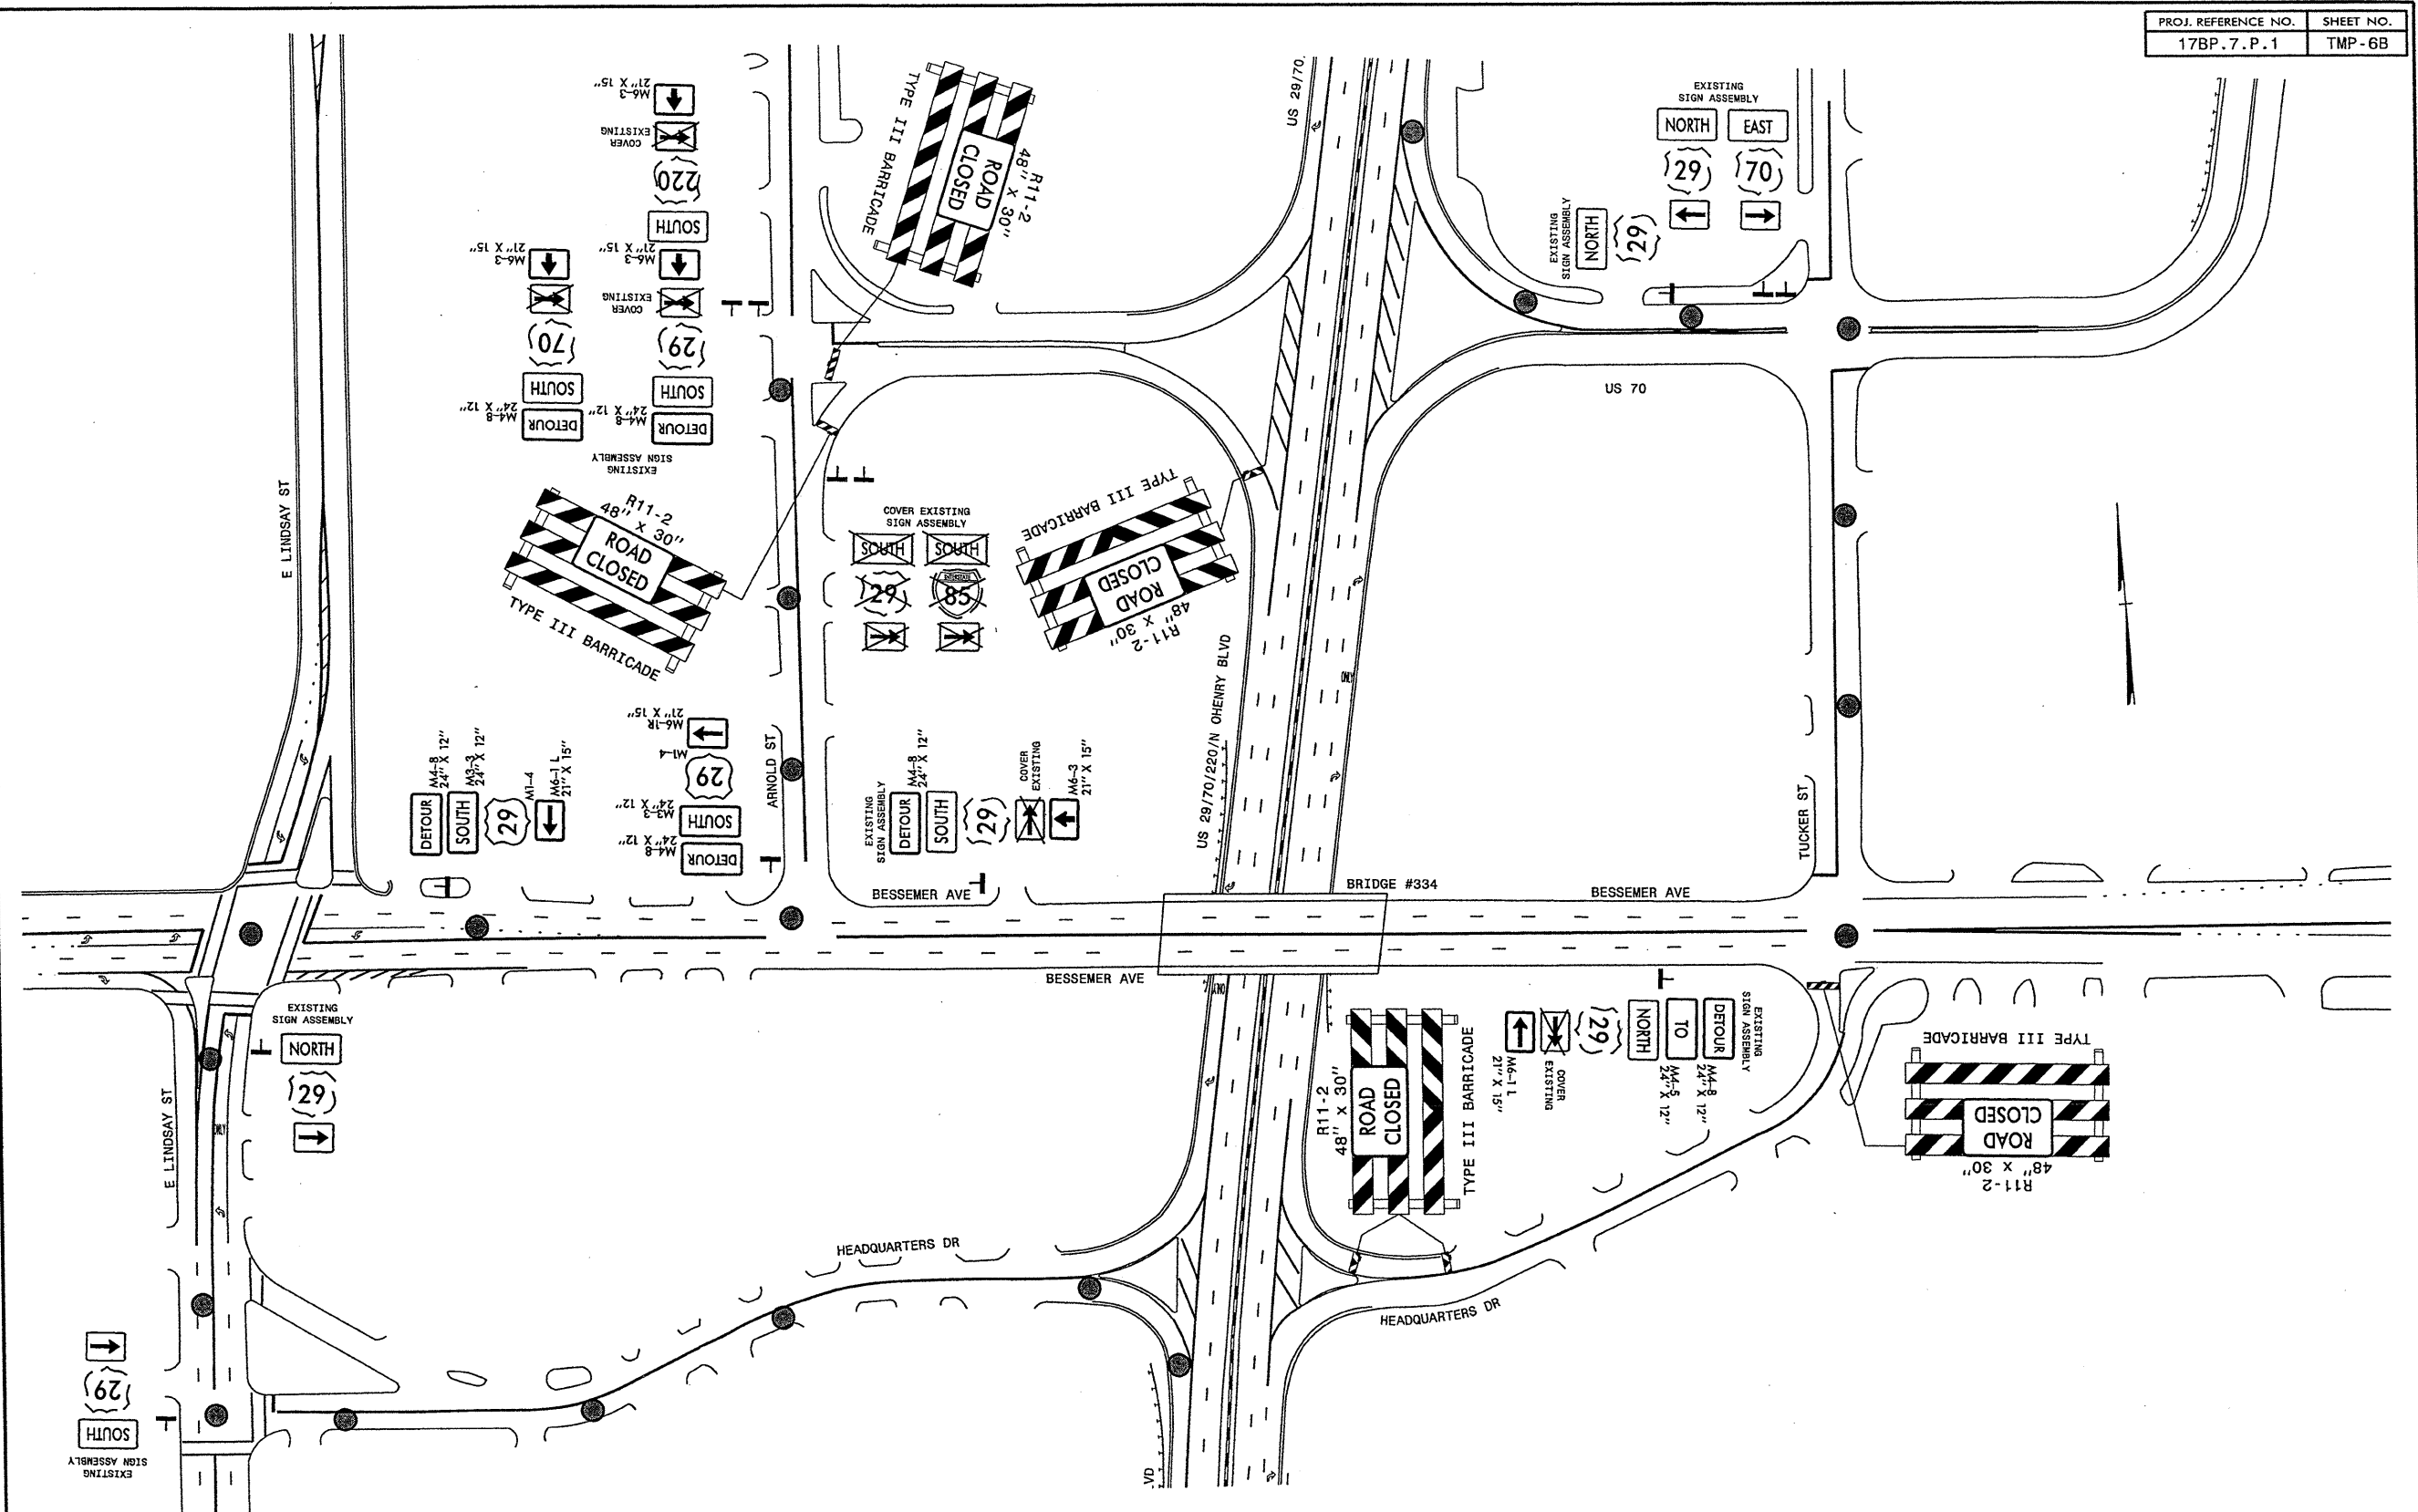 PROJ. REFERENCE NO.
SHEET NO.
17BP.7.P.1
TMP-6B
M6-3
21" X 15"
COVER
EXISTING
220
SOUTH
M6-3
21" X 15"
M6-3
21" X 15"
COVER
EXISTING
70
29
SOUTH
SOUTH
M4-8
24" X 12"
DETOUR
M4-8
24" X 12"
DETOUR
EXISTING
SIGN ASSEMBLY
TYPE III BARRICADE
ROAD
CLOSED
R11-2
48" X 30"
US 29/70
EXISTING
SIGN ASSEMBLY
NORTH
EAST
29
70
EXISTING
SIGN ASSEMBLY
NORTH
29
US 70
E LINDSAY ST
R11-2
48" X 30"
ROAD
CLOSED
TYPE III BARRICADE
COVER EXISTING
SIGN ASSEMBLY
SOUTH
SOUTH
29
INTERSTATE
85
TYPE III BARRICADE
ROAD
CLOSED
R11-2
48" X 30"
US 29/70/220/N OHENRY BLVD
ONLY
M4-8
24" X 12"
M3-3
24" X 12"
M1-4
M6-1 L
21" X 15"
DETOUR
SOUTH
29
M6-1R
21" X 15"
M1-4
29
M3-3
24" X 12"
SOUTH
M4-8
24" X 12"
DETOUR
ARNOLD ST
EXISTING
SIGN ASSEMBLY
M4-8
24" X 12"
DETOUR
SOUTH
29
COVER
EXISTING
M6-3
21" X 15"
TUCKER ST
BESSEMER AVE
BRIDGE #334
BESSEMER AVE
BESSEMER AVE
ONLY
EXISTING
SIGN ASSEMBLY
NORTH
29
E LINDSAY ST
ONLY
R11-2
48" X 30"
ROAD
CLOSED
TYPE III BARRICADE
M6-1 L
21" X 15"
COVER
EXISTING
29
NORTH
TO
M4-5
24" X 12"
DETOUR
M4-8
24" X 12"
EXISTING
SIGN ASSEMBLY
TYPE III BARRICADE
ROAD
CLOSED
R11-2
48" X 30"
HEADQUARTERS DR
HEADQUARTERS DR
29
SOUTH
EXISTING
SIGN ASSEMBLY
VD